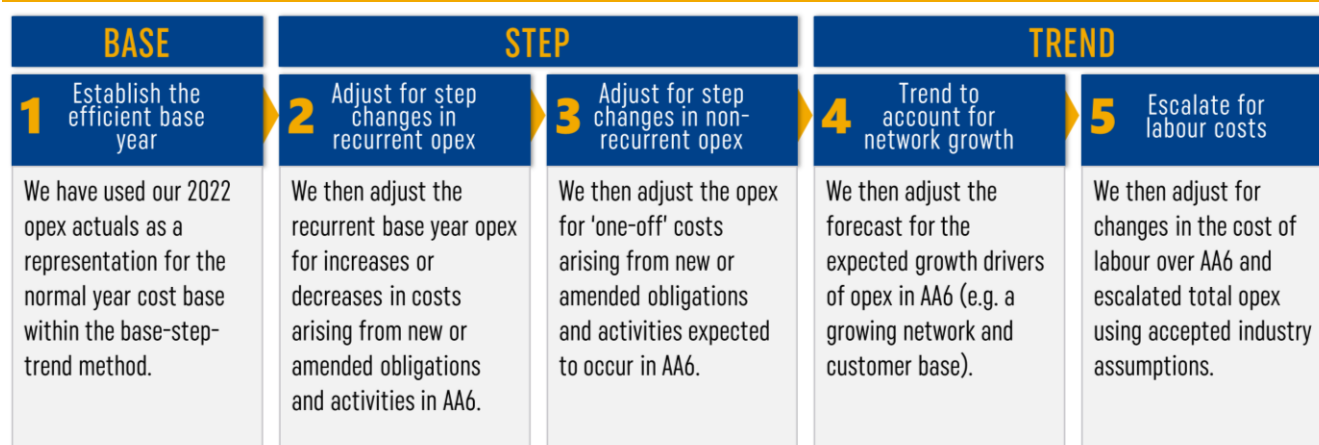 BASE
STEP
TREND
1
Establish the
efficient base
year
2
Adjust for step
changes in
recurrent opex
3
Adjust for step
changes in non-
recurrent opex
4
Trend to
account for
network growth
5
Escalate for
labour costs
We have used our 2022
opex actuals as a
representation for the
normal year cost base
within the base-step-
trend method.
We then adjust the
recurrent base year opex
for increases or
decreases in costs
arising from new or
amended obligations
and activities in AA6.
We then adjust the opex
for 'one-off' costs
arising from new or
amended obligations
and activities expected
to occur in AA6.
We then adjust the
forecast for the
expected growth drivers
of opex in AA6 (e.g. a
growing network and
customer base).
We then adjust for
changes in the cost of
labour over AA6 and
escalated total opex
using accepted industry
assumptions.